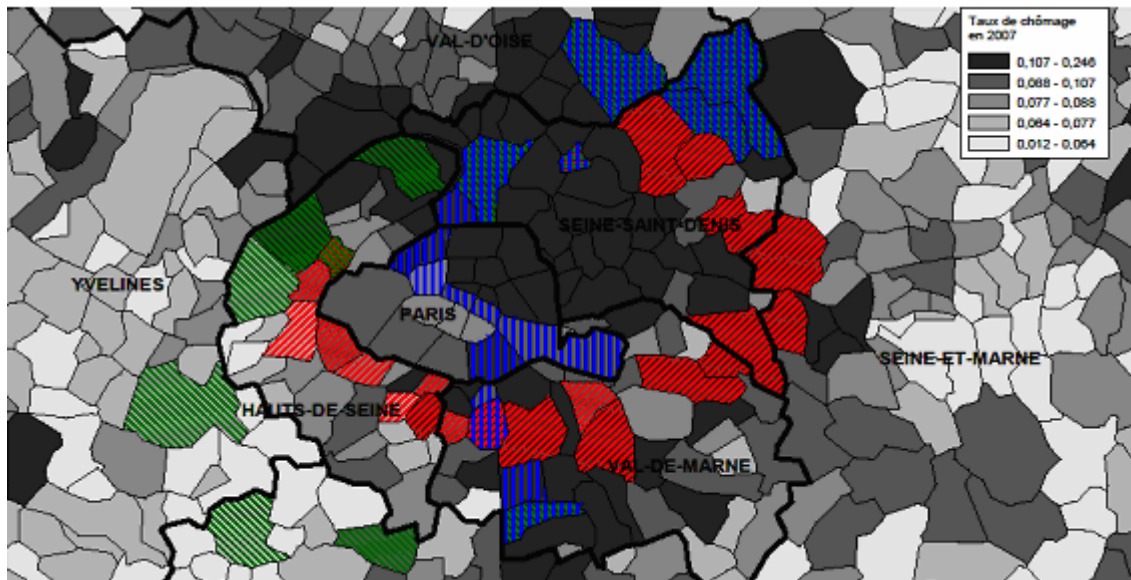 VAL-D'OISE
Taux de chômage
en 2007
0,107 - 0,246
0,088 - 0,107
0,077 - 0,088
0,064 - 0,077
0,012 - 0,064
SEINE-SAINT-DENIS
YVELINES
PARIS
SEINE-ET-MARNE
HAUTS-DE-SEINE
VAL-DE-MARNE